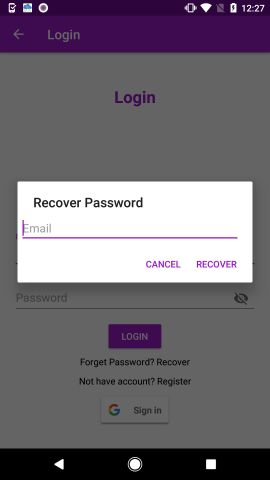 12:27
Login
Login
Recover Password
Email
CANCEL RECOVER
Password
LOGIN
Forget Password? Recover
Not have account? Register
G Sign in